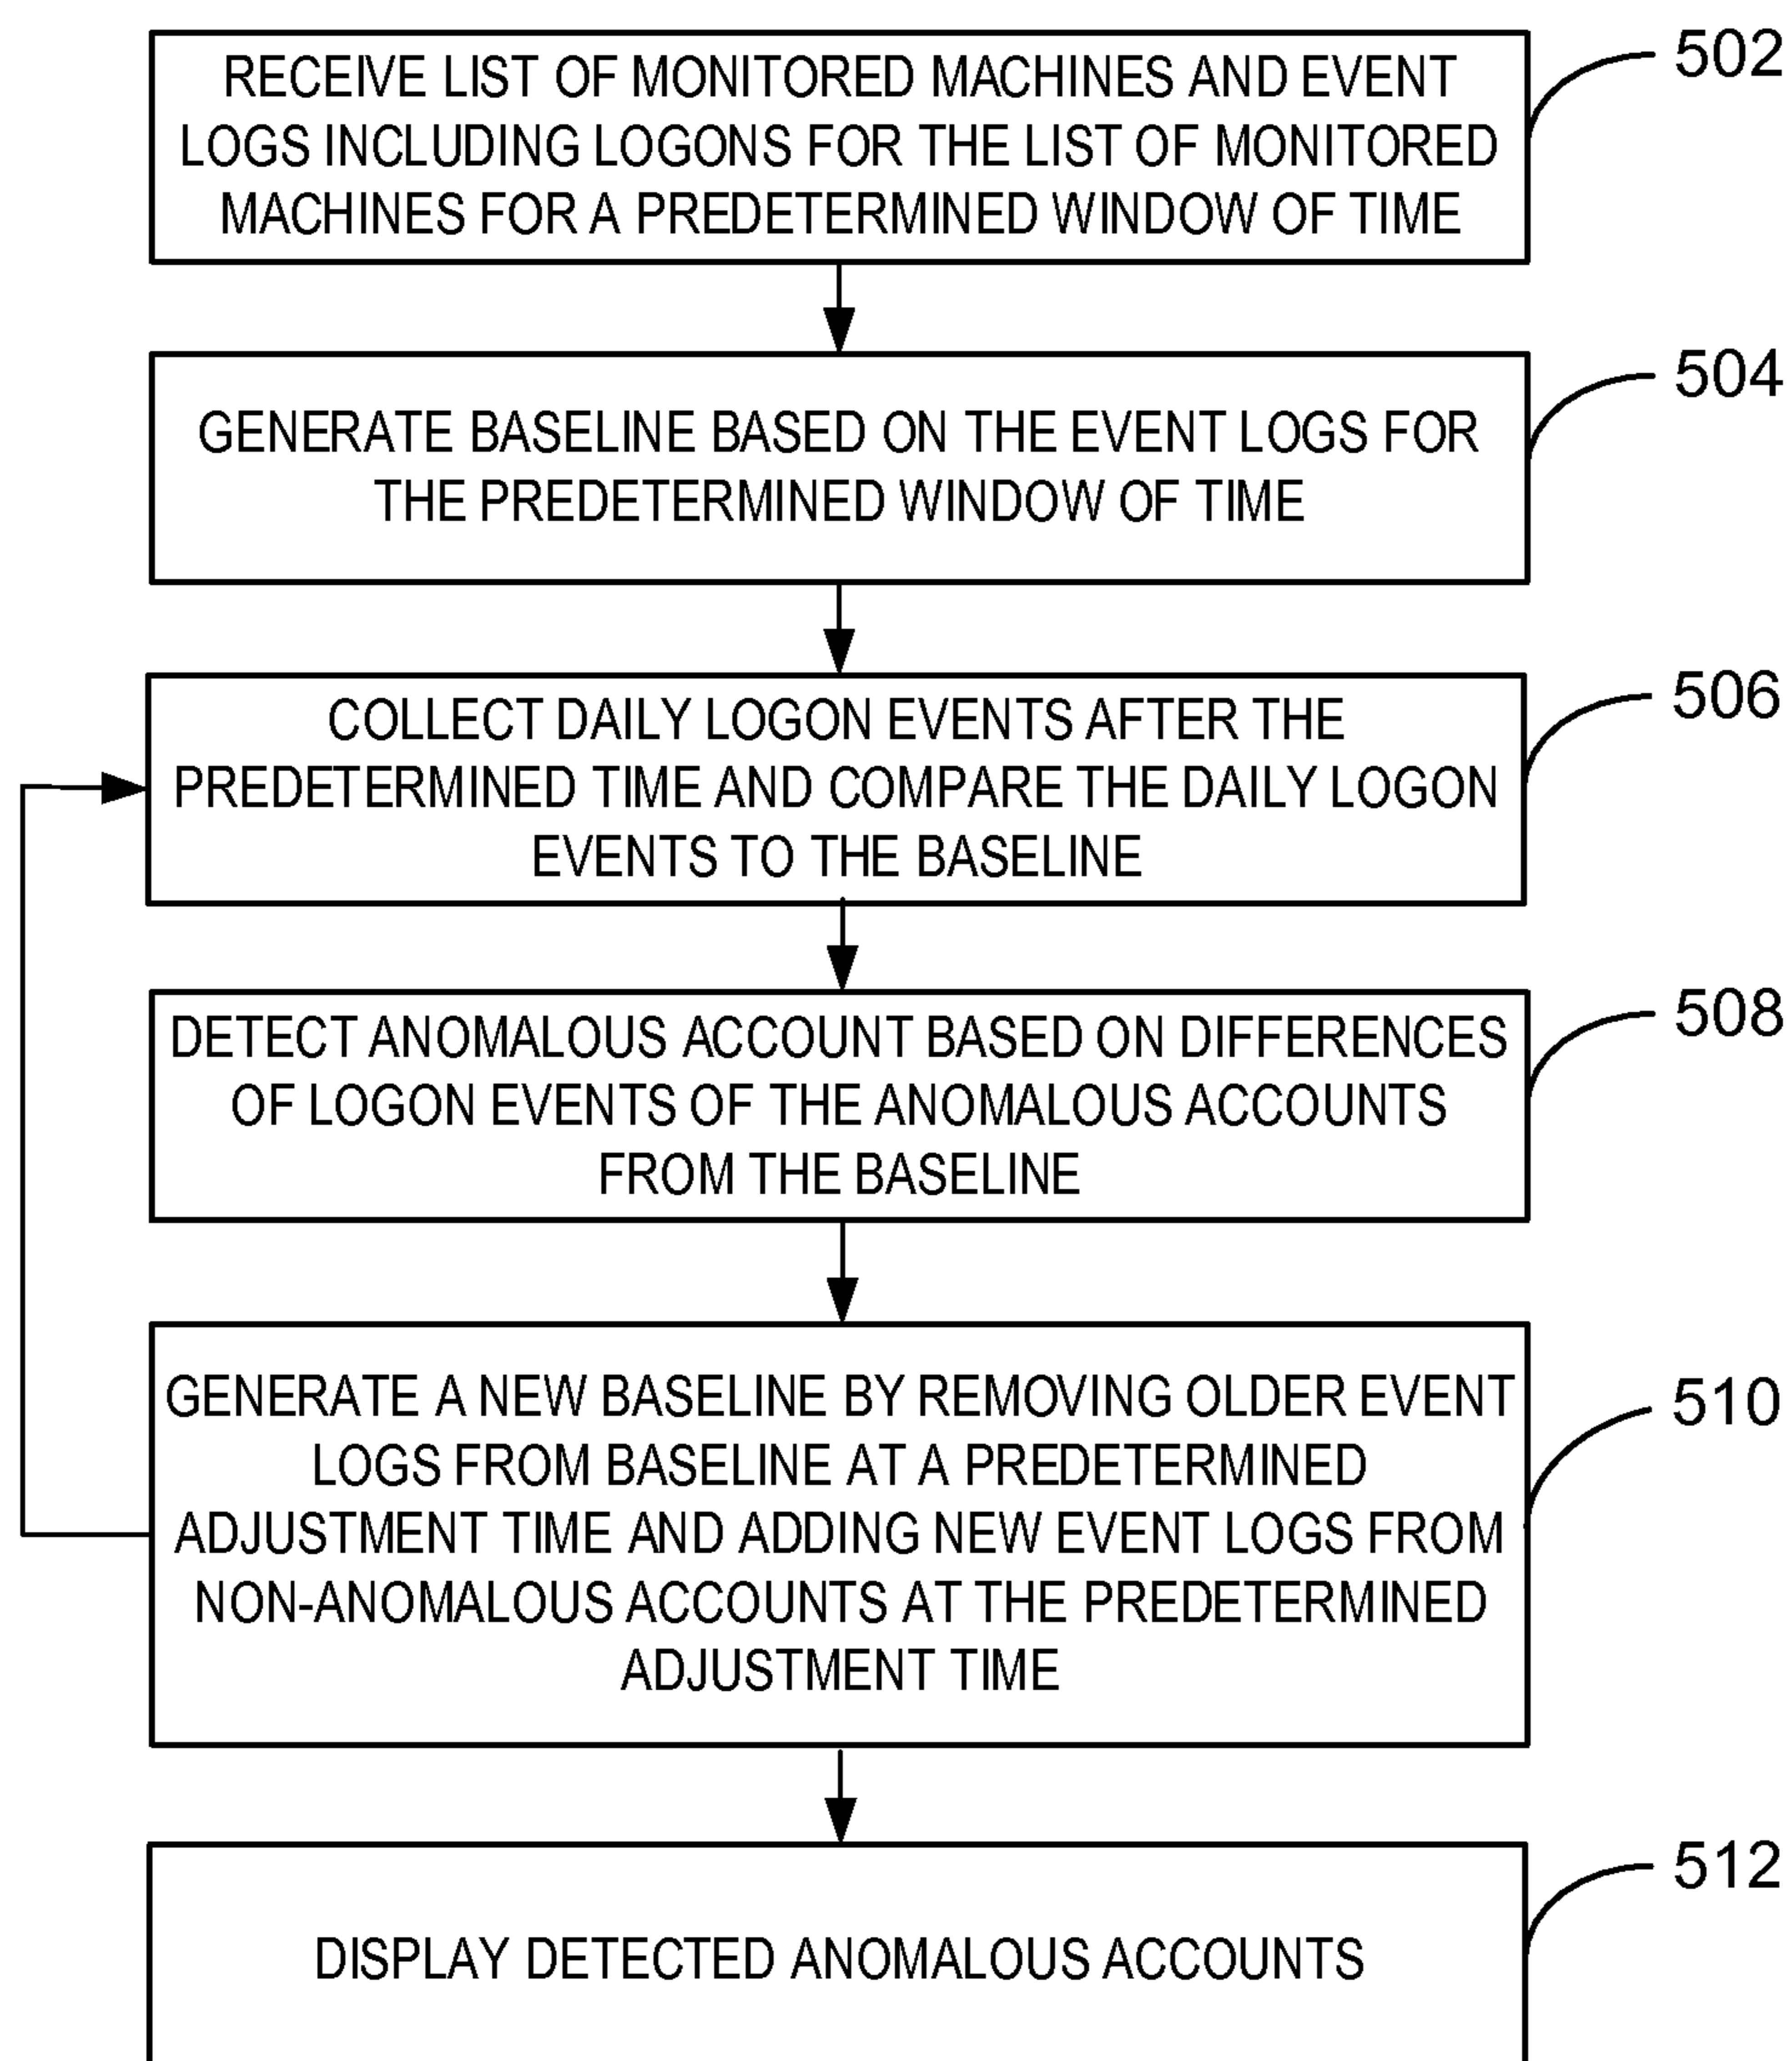 RECEIVE LIST OF MONITORED MACHINES AND EVENT
LOGS INCLUDING LOGONS FOR THE LIST OF MONITORED
MACHINES FOR A PREDETERMINED WINDOW OF TIME
502
GENERATE BASELINE BASED ON THE EVENT LOGS FOR
THE PREDETERMINED WINDOW OF TIME
504
COLLECT DAILY LOGON EVENTS AFTER THE
PREDETERMINED TIME AND COMPARE THE DAILY LOGON
EVENTS TO THE BASELINE
506
DETECT ANOMALOUS ACCOUNT BASED ON DIFFERENCES
OF LOGON EVENTS OF THE ANOMALOUS ACCOUNTS
FROM THE BASELINE
508
GENERATE A NEW BASELINE BY REMOVING OLDER EVENT
LOGS FROM BASELINE AT A PREDETERMINED
ADJUSTMENT TIME AND ADDING NEW EVENT LOGS FROM
NON-ANOMALOUS ACCOUNTS AT THE PREDETERMINED
ADJUSTMENT TIME
510
DISPLAY DETECTED ANOMALOUS ACCOUNTS
512